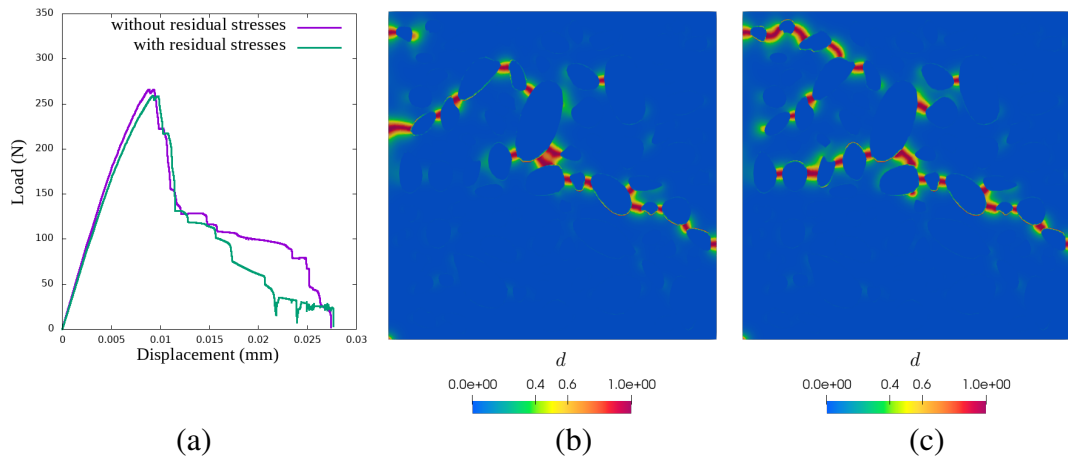 without residual stresses
with residual stresses
350
300
250
200
150
100
50
0
Load (N)
0 0.005 0.01 0.015 0.02 0.025 0.03
Displacement (mm)
d
0.0e+00 0.4 0.6 1.0e+00
d
0.0e+00 0.4 0.6 1.0e+00
(a) (b) (c)